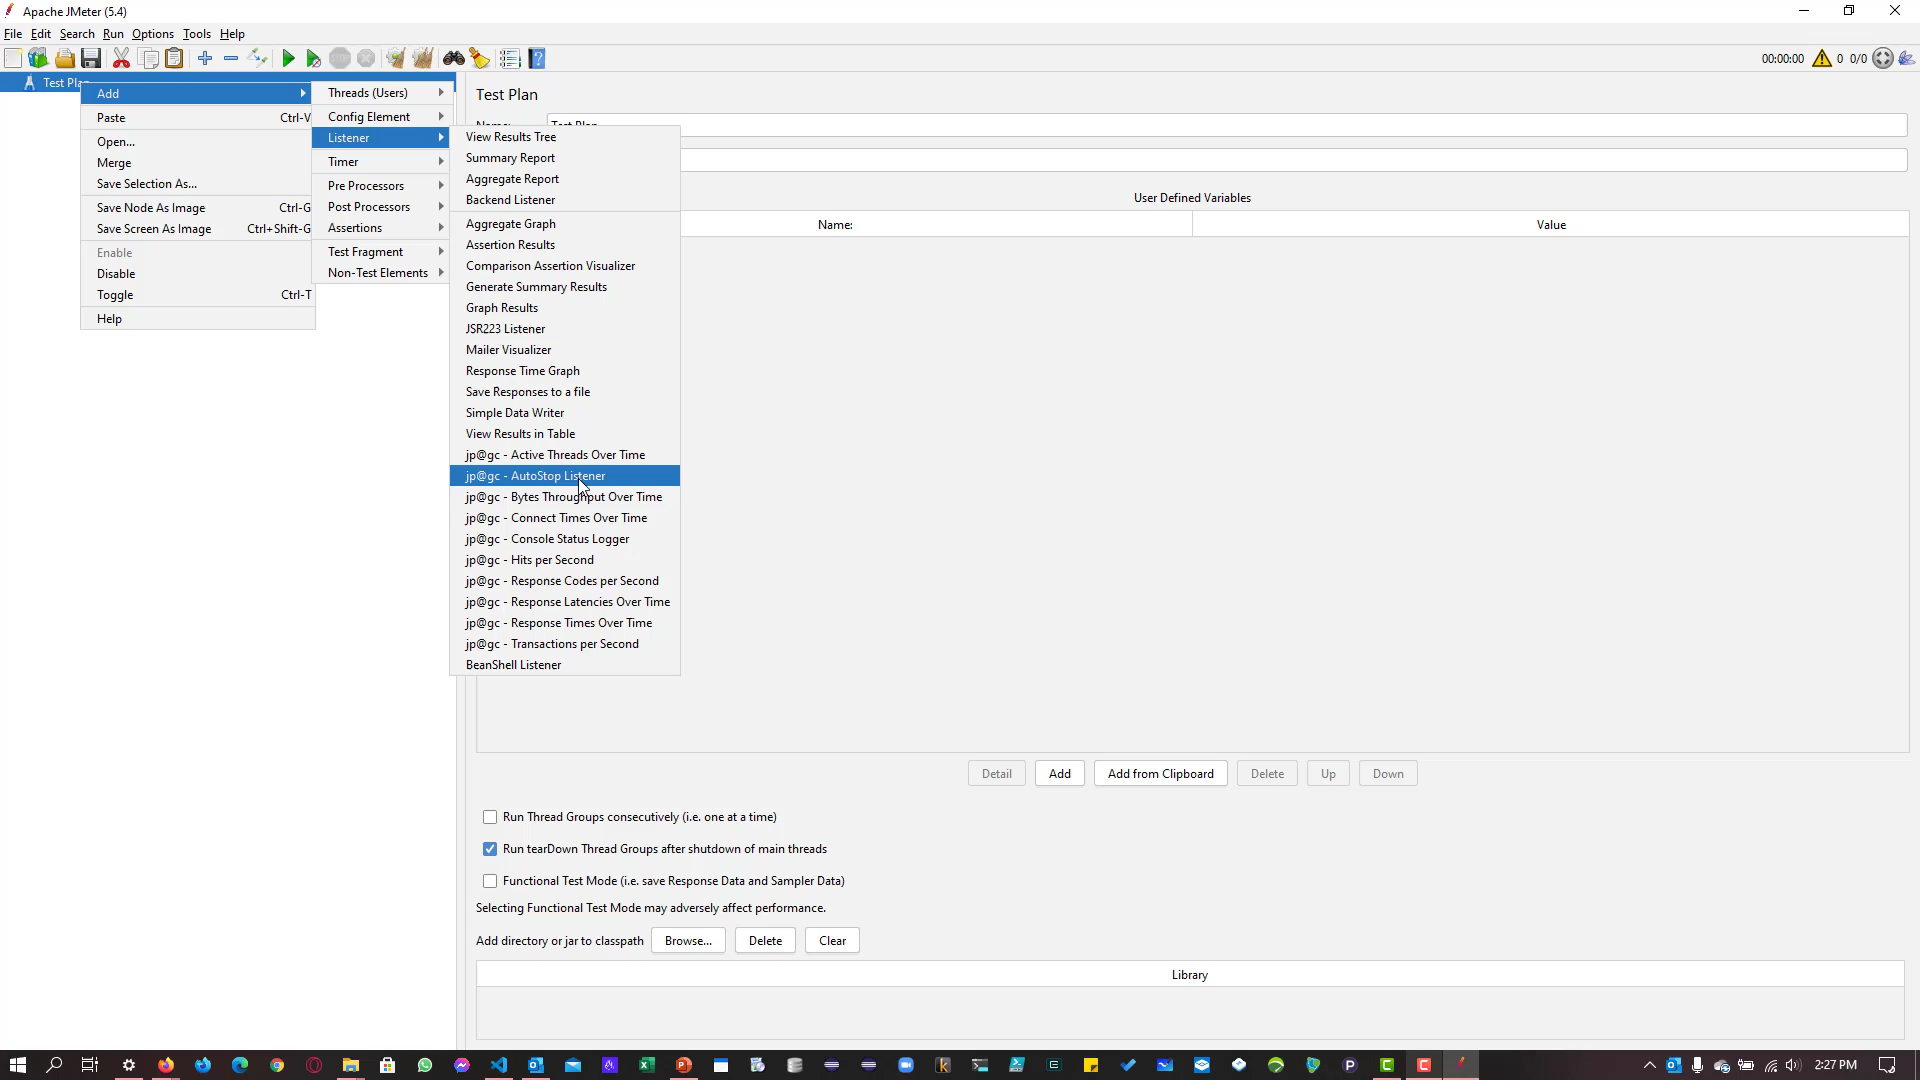 Apache JMeter (5.4)
File Edit Search Run Options Tools Help
00:00:00 0 0/0
Test Plan
Add
Paste Ctrl-V
Open...
Merge
Save Selection As...
Save Node As Image Ctrl-G
Save Screen As Image Ctrl+Shift-G
Enable
Disable
Toggle Ctrl-T
Help
Threads (Users)
Config Element
Listener
Timer
Pre Processors
Post Processors
Assertions
Test Fragment
Non-Test Elements
View Results Tree
Summary Report
Aggregate Report
Backend Listener
Aggregate Graph
Assertion Results
Comparison Assertion Visualizer
Generate Summary Results
Graph Results
JSR223 Listener
Mailer Visualizer
Response Time Graph
Save Responses to a file
Simple Data Writer
View Results in Table
jp@gc - Active Threads Over Time
jp@gc - AutoStop Listener
jp@gc - Bytes Throughput Over Time
jp@gc - Connect Times Over Time
jp@gc - Console Status Logger
jp@gc - Hits per Second
jp@gc - Response Codes per Second
jp@gc - Response Latencies Over Time
jp@gc - Response Times Over Time
jp@gc - Transactions per Second
BeanShell Listener
Test Plan
Name: Test Plan
User Defined Variables
Name: Value
Detail Add Add from Clipboard Delete Up Down
Run Thread Groups consecutively (i.e. one at a time)
Run tearDown Thread Groups after shutdown of main threads
Functional Test Mode (i.e. save Response Data and Sampler Data)
Selecting Functional Test Mode may adversely affect performance.
Add directory or jar to classpath Browse... Delete Clear
Library
2:27 PM